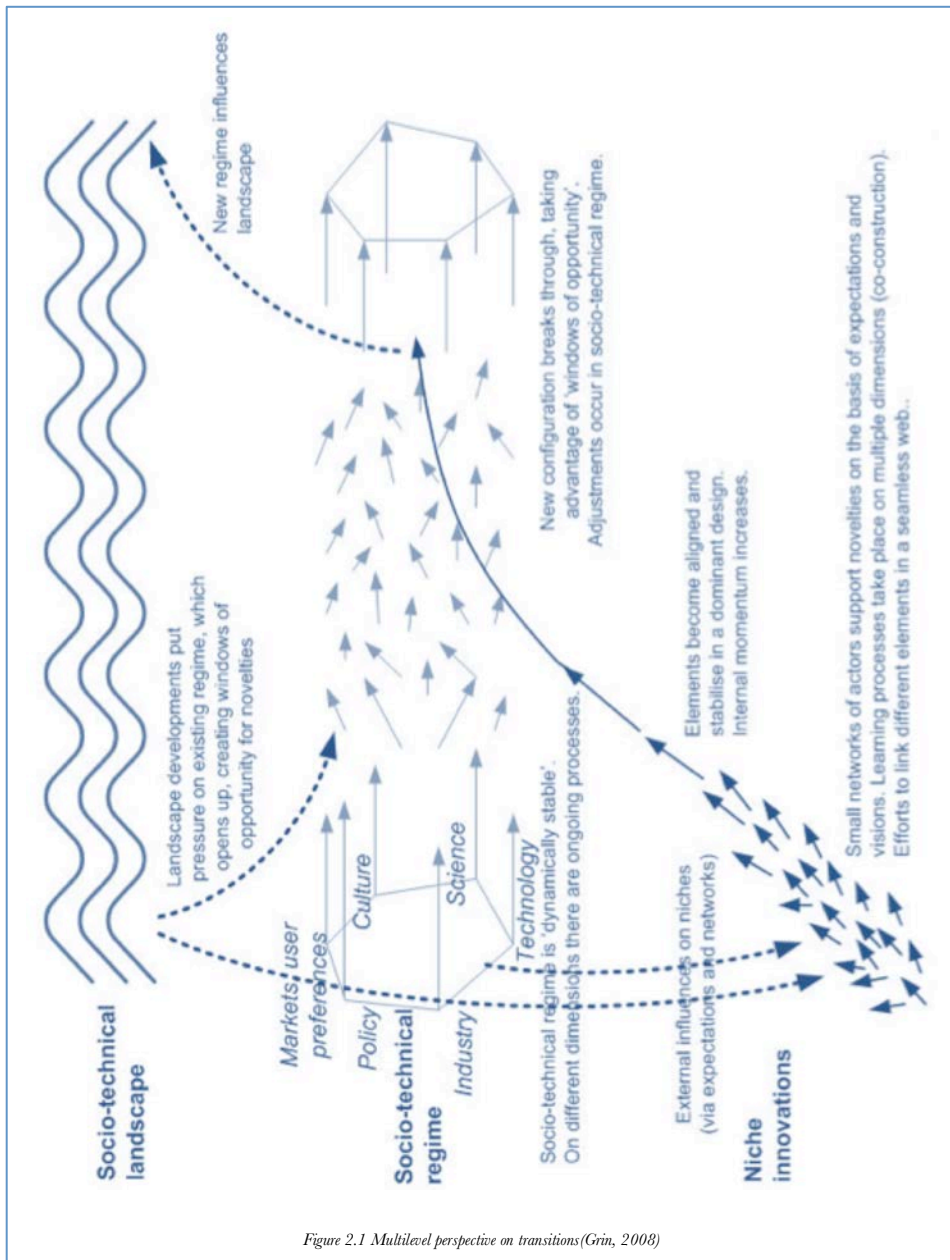 Socio-technical
landscape
Landscape developments put
pressure on existing regime, which
opens up, creating windows of
opportunity for novelties
New regime influences
landscape
Markets, user
preferences
Policy
Culture
Socio-technical
regime
Industry
Science
Technology
Socio-technical regime is 'dynamically stable'.
On different dimensions there are ongoing processes.
New configuration breaks through, taking
advantage of 'windows of opportunity'.
Adjustments occur in socio-technical regime.
Elements become aligned and
stabilise in a dominant design.
Internal momentum increases.
External influences on niches
(via expectations and networks)
Niche
innovations
Small networks of actors support novelties on the basis of expectations and
visions. Learning processes take place on multiple dimensions (co-construction).
Efforts to link different elements in a seamless web..
Figure 2.1 Multilevel perspective on transitions(Grin, 2008)